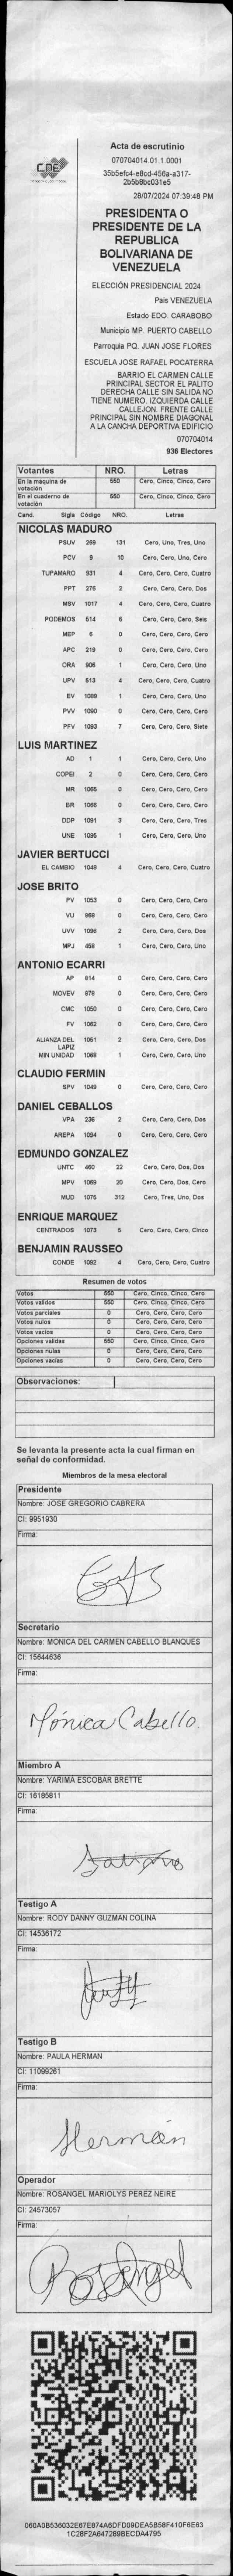 CNE
Acta de escrutinio
070704014.01.1.0001
35b5efc4-e8cd-456a-a317-
2b5b8bc031e5
28/07/2024 07:39:48 PM
PRESIDENTA O
PRESIDENTE DE LA
REPUBLICA
BOLIVARIANA DE
VENEZUELA
ELECCIÓN PRESIDENCIAL 2024
País VENEZUELA
Estado EDO. CARABOBO
Municipio MP. PUERTO CABELLO
Parroquia PQ. JUAN JOSE FLORES
ESCUELA JOSE RAFAEL POCATERRA
BARRIO EL CARMEN CALLE
PRINCIPAL SECTOR EL PALITO
DERECHA CALLE SIN SALIDA NO
TIENE NUMERO. IZQUIERDA CALLE
CALLEJON. FRENTE CALLE
PRINCIPAL SIN NOMBRE DIAGONAL
A LA CANCHA DEPORTIVA EDIFICIO
070704014
936 Electores
Votantes NRO. Letras
En la máquina de votación 550 Cero, Cinco, Cinco, Cero
En el cuaderno de votación 550 Cero, Cinco, Cinco, Cero
Cand. Sigla Código NRO. Letras
NICOLAS MADURO
PSUV 269 131 Cero, Uno, Tres, Uno
PCV 9 10 Cero, Cero, Uno, Cero
TUPAMARO 931 4 Cero, Cero, Cero, Cuatro
PPT 276 2 Cero, Cero, Cero, Dos
MSV 1017 4 Cero, Cero, Cero, Cuatro
PODEMOS 514 6 Cero, Cero, Cero, Seis
MEP 6 0 Cero, Cero, Cero, Cero
APC 219 0 Cero, Cero, Cero, Cero
ORA 906 1 Cero, Cero, Cero, Uno
UPV 513 4 Cero, Cero, Cero, Cuatro
EV 1089 1 Cero, Cero, Cero, Uno
PVV 1090 0 Cero, Cero, Cero, Cero
PFV 1093 7 Cero, Cero, Cero, Siete
LUIS MARTINEZ
AD 1 1 Cero, Cero, Cero, Uno
COPEI 2 0 Cero, Cero, Cero, Cero
MR 1066 0 Cero, Cero, Cero, Cero
BR 1086 0 Cero, Cero, Cero, Cero
DDP 1091 3 Cero, Cero, Cero, Tres
UNE 1095 1 Cero, Cero, Cero, Uno
JAVIER BERTUCCI
EL CAMBIO 1048 4 Cero, Cero, Cero, Cuatro
JOSE BRITO
PV 1053 0 Cero, Cero, Cero, Cero
VU 868 0 Cero, Cero, Cero, Cero
UVV 1096 2 Cero, Cero, Cero, Dos
MPJ 458 1 Cero, Cero, Cero, Uno
ANTONIO ECARRI
AP 814 0 Cero, Cero, Cero, Cero
MOVEV 979 0 Cero, Cero, Cero, Cero
CMC 1050 0 Cero, Cero, Cero, Cero
FV 1062 0 Cero, Cero, Cero, Cero
ALIANZA DEL LAPIZ 1051 2 Cero, Cero, Cero, Dos
MIN UNIDAD 1068 1 Cero, Cero, Cero, Uno
CLAUDIO FERMIN
SPV 1049 0 Cero, Cero, Cero, Cero
DANIEL CEBALLOS
VPA 236 2 Cero, Cero, Cero, Dos
AREPA 1094 0 Cero, Cero, Cero, Cero
EDMUNDO GONZALEZ
UNTC 460 22 Cero, Cero, Dos, Dos
MPV 1069 20 Cero, Cero, Dos, Cero
MUD 1075 312 Cero, Tres, Uno, Dos
ENRIQUE MARQUEZ
CENTRADOS 1073 5 Cero, Cero, Cero, Cinco
BENJAMIN RAUSSEO
CONDE 1092 4 Cero, Cero, Cero, Cuatro
Resumen de votos
Votos 550 Cero, Cinco, Cinco, Cero
Votos validos 550 Cero, Cinco, Cinco, Cero
Votos parciales 0 Cero, Cero, Cero, Cero
Votos nulos 0 Cero, Cero, Cero, Cero
Votos vacios 0 Cero, Cero, Cero, Cero
Opciones validas 550 Cero, Cinco, Cinco, Cero
Opciones nulas 0 Cero, Cero, Cero, Cero
Opciones vacias 0 Cero, Cero, Cero, Cero
Observaciones:
Se levanta la presente acta la cual firman en
señal de conformidad.
Miembros de la mesa electoral
Presidente
Nombre: JOSE GREGORIO CABRERA
CI: 9951930
Firma:
Secretario
Nombre: MONICA DEL CARMEN CABELLO BLANQUES
CI: 15644636
Firma:
Mónica Cabello.
Miembro A
Nombre: YARIMA ESCOBAR BRETTE
CI: 16185811
Firma:
Testigo A
Nombre: RODY DANNY GUZMAN COLINA
CI: 14536172
Firma:
Testigo B
Nombre: PAULA HERMAN
CI: 11099261
Firma:
Hermán
Operador
Nombre: ROSANGEL MARIOLYS PEREZ NEIRE
CI: 24573057
Firma:
Rosangel
060A0B536032E67E874A6DFD09DEA5B58F410F6E63
1C28F2A647289BECDA4795